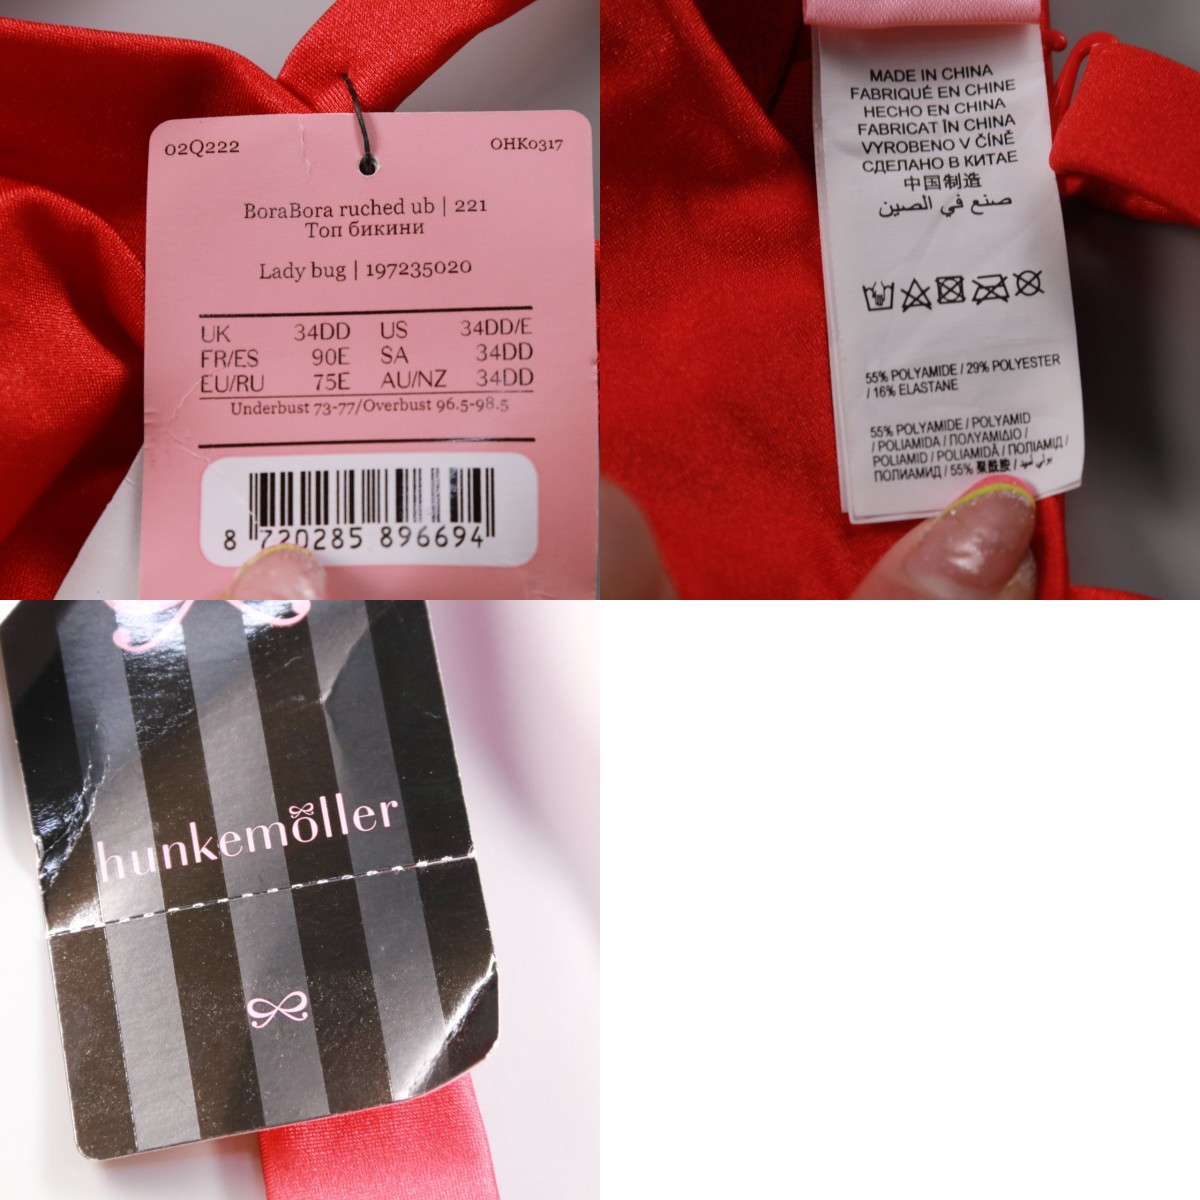 02Q222 OHK0317
BoraBora ruched ub | 221
Топ бикини
Lady bug | 197235020
UK 34DD US 34DD/E
FR/ES 90E SA 34DD
EU/RU 75E AU/NZ 34DD
Underbust 73-77/Overbust 96.5-98.5
8 720285 896694
MADE IN CHINA
FABRIQUÉ EN CHINE
HECHO EN CHINA
FABRICAT ÎN CHINA
VYROBENO V ČÍNĚ
СДЕЛАНО В КИТАЕ
中国制造
صنع في الصين
55% POLYAMIDE / 29% POLYESTER
/ 16% ELASTANE
55% POLYAMIDE / POLYAMID
/ POLIAMIDA / ΠΟΛΥΑΜΙΔΙΟ /
POLIAMID / POLIAMIDĂ / ПОЛІАМІД /
ПОЛИАМИД / 55% 聚酰胺 / بولي أميد /
hunkemöller